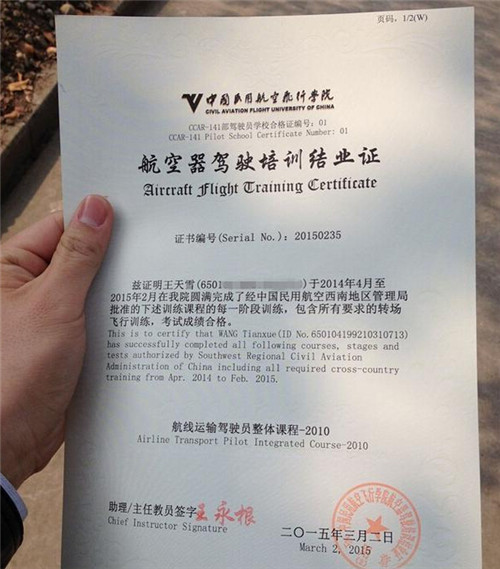 页码：1/2(W)
中国民用航空飞行学院
CIVIL AVIATION FLIGHT UNIVERSITY OF CHINA
CCAR-141部驾驶员学校合格证编号：01
CCAR-141 Pilot School Certificate Number: 01
航空器驾驶培训结业证
Aircraft Flight Training Certificate
证书编号(Serial No.)：20150235
兹证明王天雪(6501 )于2014年4月至
2015年2月在我院圆满完成了经中国民用航空西南地区管理局
批准的下述训练课程的每一阶段训练，包含所有要求的转场
飞行训练，考试成绩合格。
This is to certify that WANG Tianxue(ID No.650104199210310713)
has successfully completed all following courses, stages and
tests authorized by Southwest Regional Civil Aviation
Administration of China including all required cross-country
training from Apr. 2014 to Feb. 2015.
航线运输驾驶员整体课程-2010
Airline Transport Pilot Integrated Course-2010
助理/主任教员签字 王永根
Chief Instructor Signature
二〇一五年三月二日
March 2, 2015